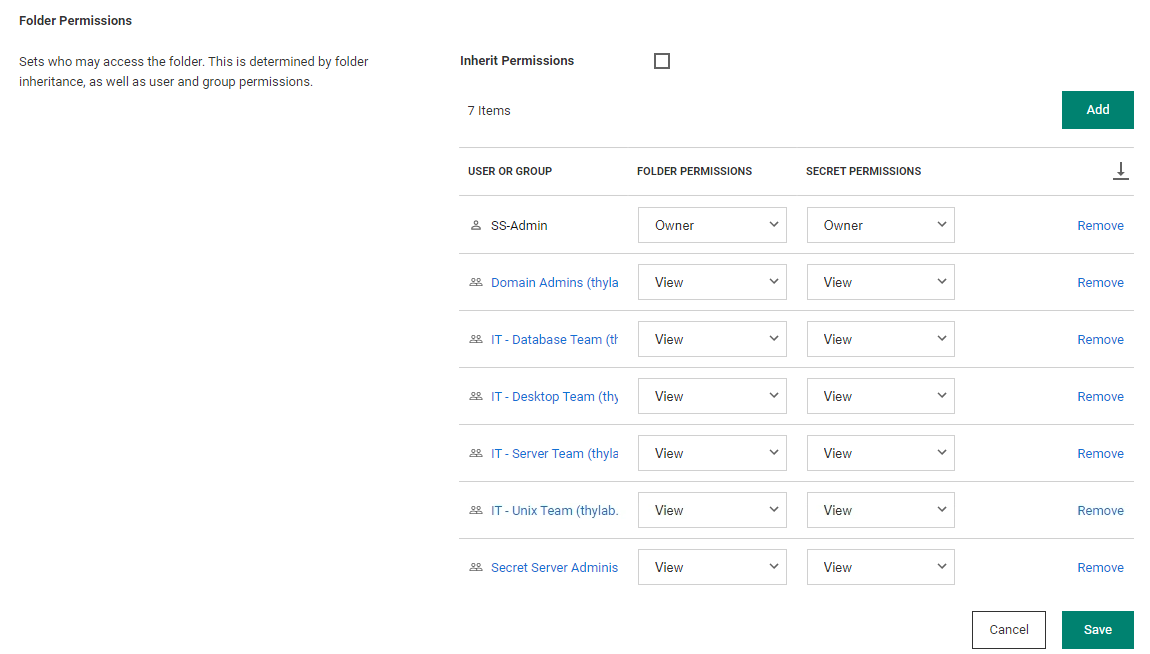 Folder Permissions
Sets who may access the folder. This is determined by folder
inheritance, as well as user and group permissions.
Inherit Permissions
7 Items
Add
USER OR GROUP FOLDER PERMISSIONS SECRET PERMISSIONS
SS-Admin Owner Owner Remove
Domain Admins (thyla View View Remove
IT - Database Team (th View View Remove
IT - Desktop Team (thy View View Remove
IT - Server Team (thyla View View Remove
IT - Unix Team (thylab. View View Remove
Secret Server Adminis View View Remove
Cancel Save